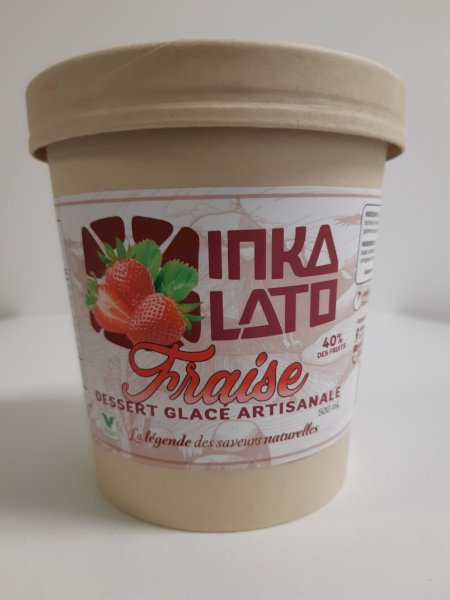 INKA
LATO
40%
DES FRUITS
Fraise
DESSERT GLACÉ ARTISANALE
500 mL
La légende des saveurs naturelles